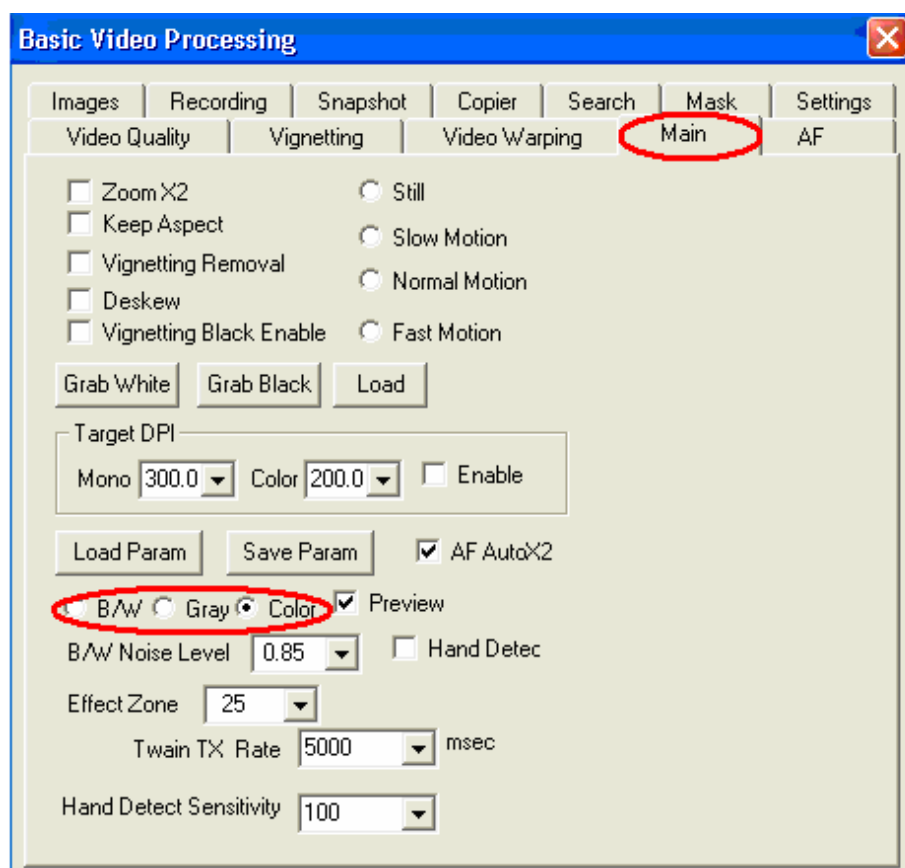 Basic Video Processing
Images Recording Snapshot Copier Search Mask Settings
Video Quality Vignetting Video Warping Main AF
Zoom X2 Still
Keep Aspect Slow Motion
Vignetting Removal Normal Motion
Deskew
Vignetting Black Enable Fast Motion
Grab White Grab Black Load
Target DPI
Mono 300.0 Color 200.0 Enable
Load Param Save Param AF AutoX2
B/W Gray Color Preview
B/W Noise Level 0.85 Hand Detec
Effect Zone 25
Twain TX Rate 5000 msec
Hand Detect Sensitivity 100